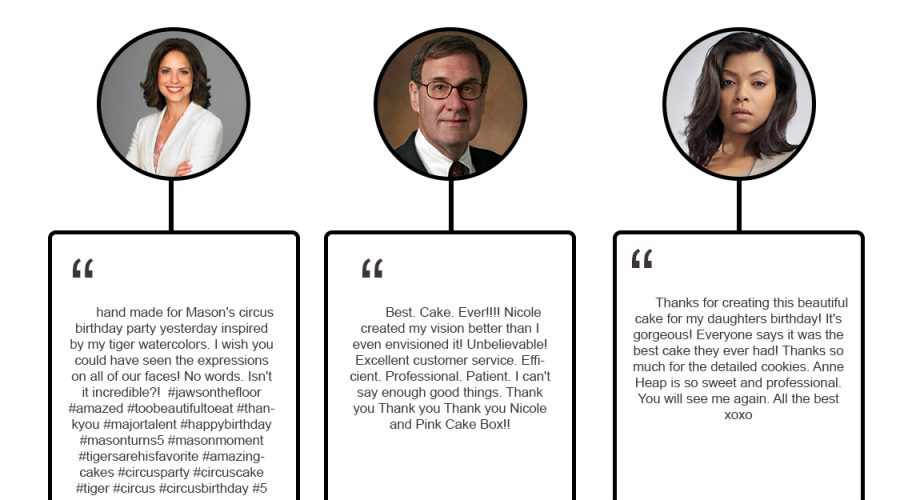 “
hand made for Mason's circus
birthday party yesterday inspired
by my tiger watercolors. I wish you
could have seen the expressions
on all of our faces! No words. Isn't
it incredible?! #jawsonthefloor
#amazed #toobeautifultoeat #than-
kyou #majortalent #happybirthday
#masonturns5 #masonmoment
#tigersarehisfavorite #amazing-
cakes #circusparty #circuscake
#tiger #circus #circusbirthday #5
“
Best. Cake. Ever!!!! Nicole
created my vision better than I
even envisioned it! Unbelievable!
Excellent customer service. Effi-
cient. Professional. Patient. I can't
say enough good things. Thank
you Thank you Thank you Nicole
and Pink Cake Box!!
“
Thanks for creating this beautiful
cake for my daughters birthday! It's
gorgeous! Everyone says it was the
best cake they ever had! Thanks so
much for the detailed cookies. Anne
Heap is so sweet and professional.
You will see me again. All the best
xoxo